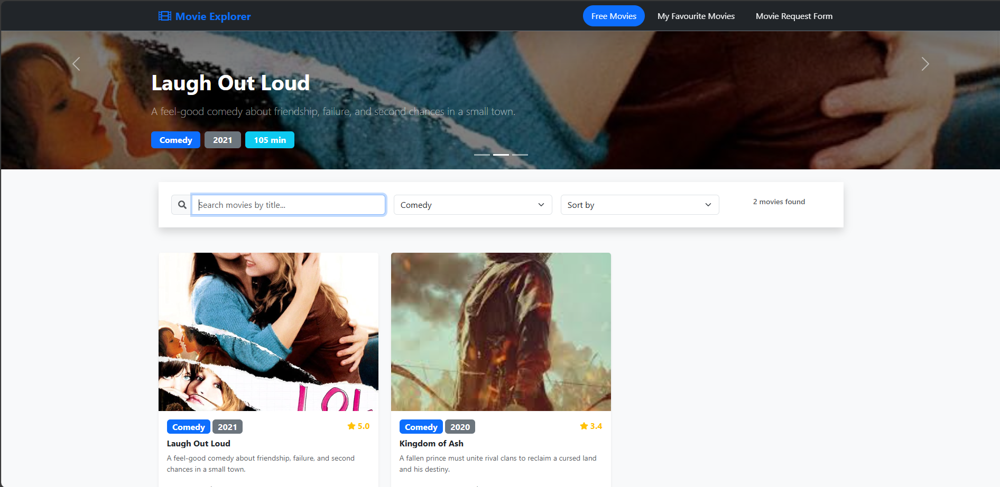 Movie Explorer
Free Movies
My Favourite Movies
Movie Request Form
Laugh Out Loud
A feel-good comedy about friendship, failure, and second chances in a small town.
Comedy
2021
105 min
Search movies by title...
Comedy
Sort by
2 movies found
LOL
Comedy
2021
5.0
Laugh Out Loud
A feel-good comedy about friendship, failure, and second
chances in a small town.
Comedy
2020
3.4
Kingdom of Ash
A fallen prince must unite rival clans to reclaim a cursed land
and his destiny.